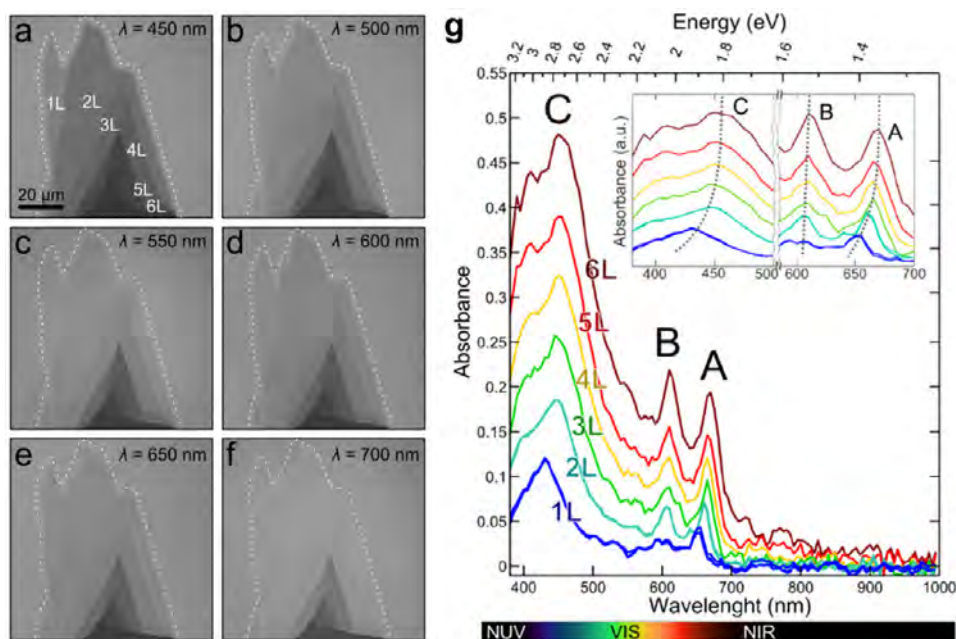 a
λ = 450 nm
1L
2L
3L
4L
5L
6L
20 µm
b
λ = 500 nm
c
λ = 550 nm
d
λ = 600 nm
e
λ = 650 nm
f
λ = 700 nm
g
Energy (eV)
3.2 3 2.8 2.6 2.4 2.2 2 1.8 1.6 1.4
Absorbance
0.55
0.5
0.45
0.4
0.35
0.3
0.25
0.2
0.15
0.1
0.05
0
C
B
A
6L
5L
4L
3L
2L
1L
Absorbance (a.u.)
C
B
A
400 450 500 600 650 700
400 500 600 700 800 900 1000
Wavelenght (nm)
NUV VIS NIR